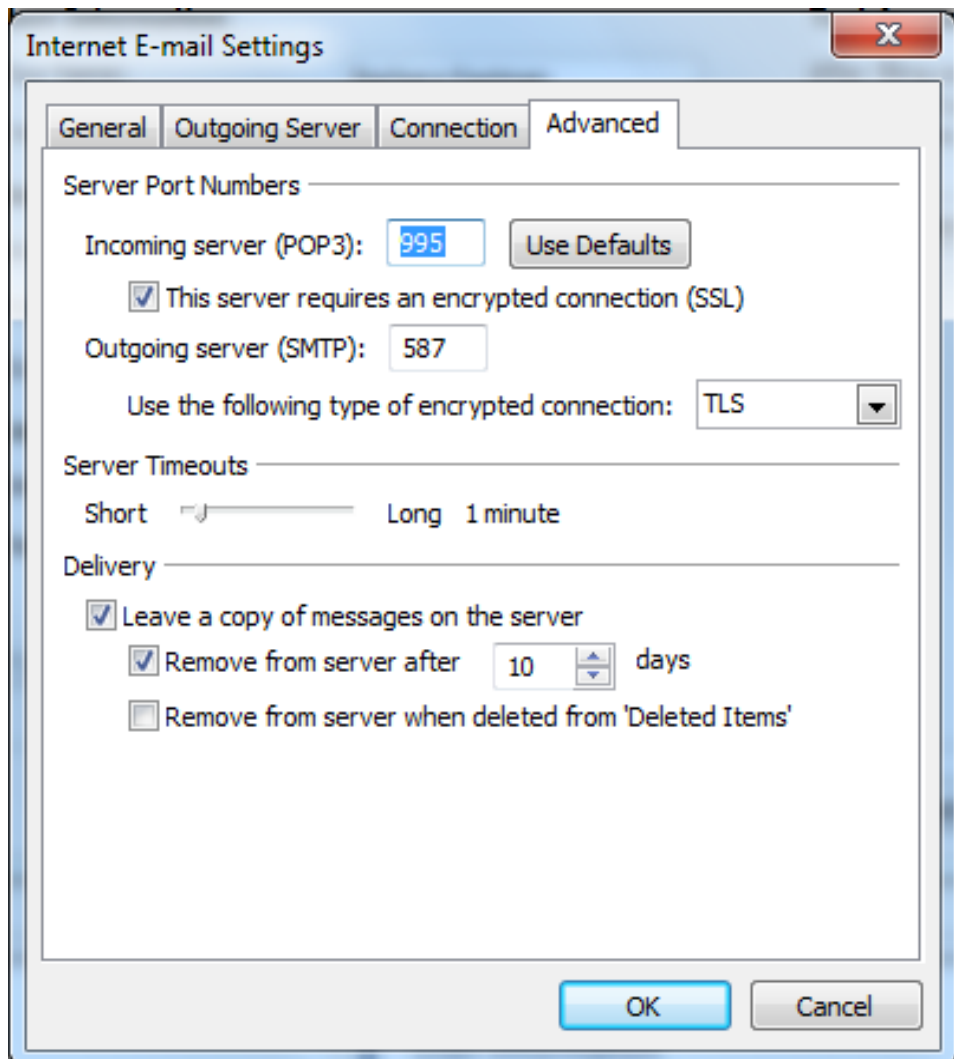 Internet E-mail Settings
General Outgoing Server Connection Advanced
Server Port Numbers
Incoming server (POP3): 995 Use Defaults
This server requires an encrypted connection (SSL)
Outgoing server (SMTP): 587
Use the following type of encrypted connection: TLS
Server Timeouts
Short Long 1 minute
Delivery
Leave a copy of messages on the server
Remove from server after 10 days
Remove from server when deleted from 'Deleted Items'
OK Cancel